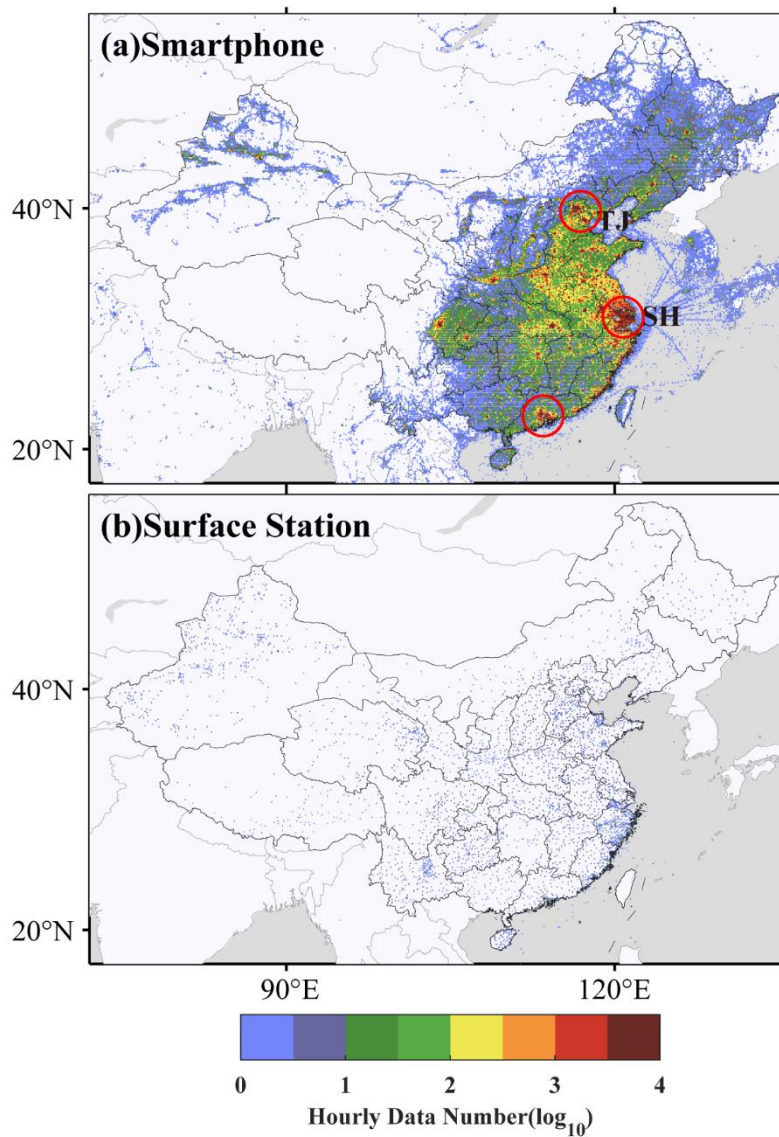 (a)Smartphone
40°N
TJ
SH
20°N
(b)Surface Station
40°N
20°N
90°E 120°E
0 1 2 3 4
Hourly Data Number(log10)